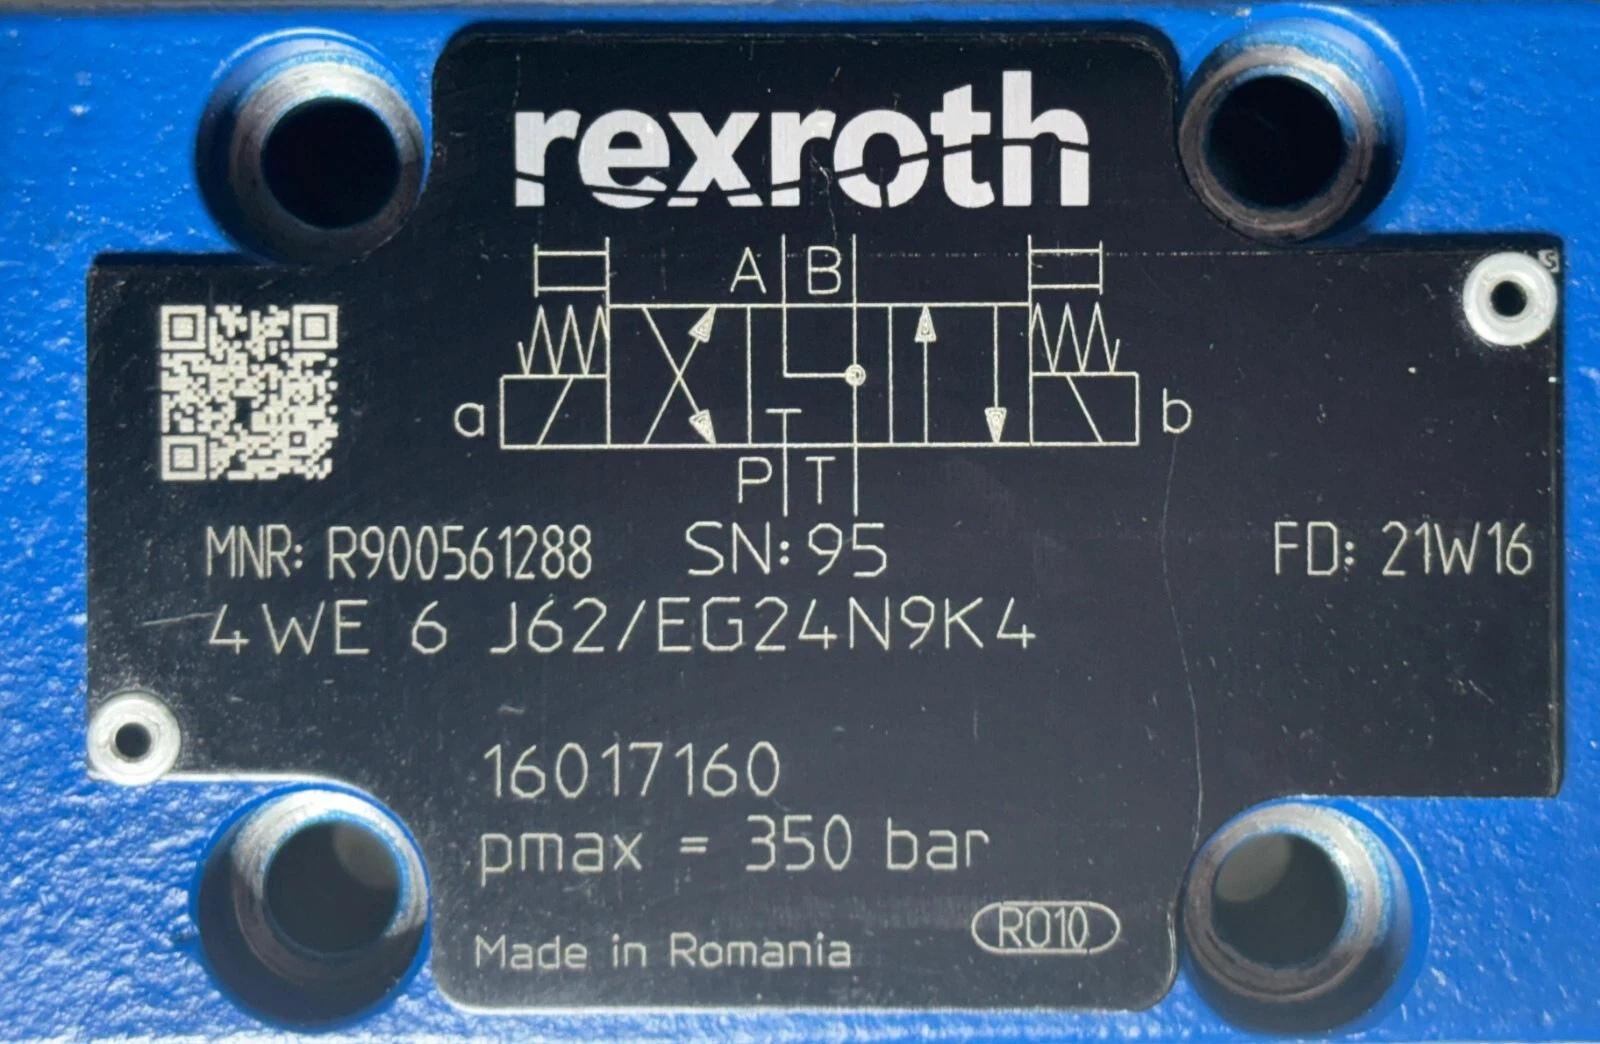 rexroth
A B
a b
P T
MNR: R900561288 SN: 95 FD: 21W16
4WE 6 J62/EG24N9K4
16017160
pmax = 350 bar
Made in Romania RO10